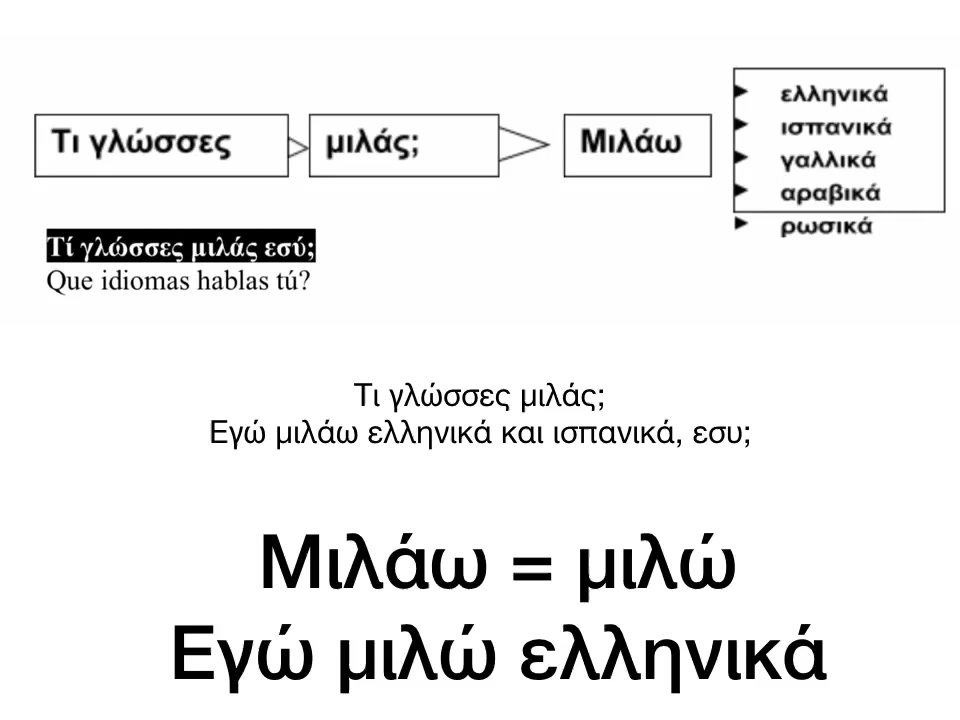 Τι γλώσσες μιλάς; Μιλάω
ελληνικά
ισπανικά
γαλλικά
αραβικά
ρωσικά
Τί γλώσσες μιλάς εσύ;
Que idiomas hablas tú?
Τι γλώσσες μιλάς;
Εγώ μιλάω ελληνικά και ισπανικά, εσυ;
Μιλάω = μιλώ
Εγώ μιλώ ελληνικά